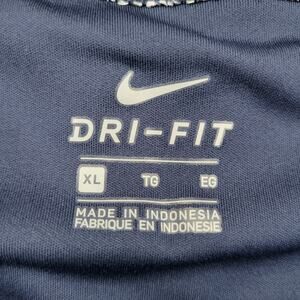 DRI-FIT
XL TG EG
MADE IN INDONESIA
FABRIQUE EN INDONESIE